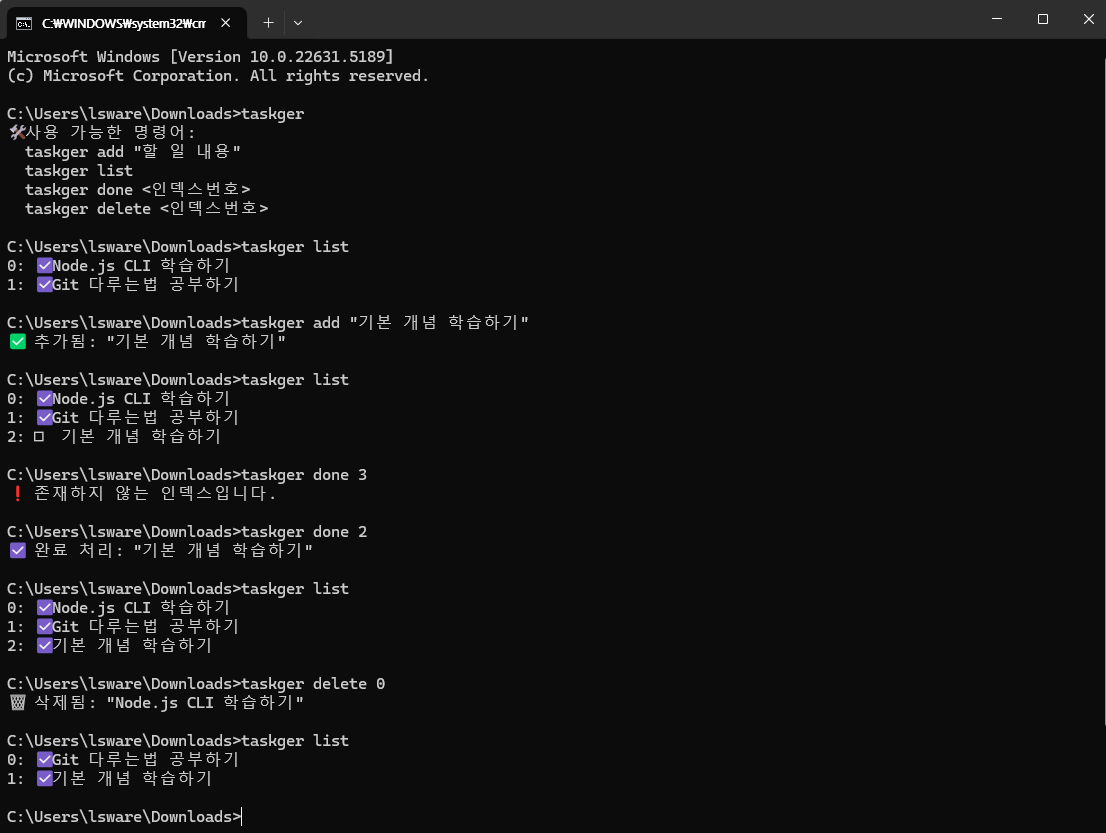 C:\WINDOWS\system32\cm
Microsoft Windows [Version 10.0.22631.5189]
(c) Microsoft Corporation. All rights reserved.
C:\Users\lsware\Downloads>taskger
🛠사용 가능한 명령어:
taskger add "할 일 내용"
taskger list
taskger done <인덱스번호>
taskger delete <인덱스번호>
C:\Users\lsware\Downloads>taskger list
0: ☑Node.js CLI 학습하기
1: ☑Git 다루는법 공부하기
C:\Users\lsware\Downloads>taskger add "기본 개념 학습하기"
✅ 추가됨: "기본 개념 학습하기"
C:\Users\lsware\Downloads>taskger list
0: ☑Node.js CLI 학습하기
1: ☑Git 다루는법 공부하기
2: ☐ 기본 개념 학습하기
C:\Users\lsware\Downloads>taskger done 3
❗ 존재하지 않는 인덱스입니다.
C:\Users\lsware\Downloads>taskger done 2
☑ 완료 처리: "기본 개념 학습하기"
C:\Users\lsware\Downloads>taskger list
0: ☑Node.js CLI 학습하기
1: ☑Git 다루는법 공부하기
2: ☑기본 개념 학습하기
C:\Users\lsware\Downloads>taskger delete 0
🗑 삭제됨: "Node.js CLI 학습하기"
C:\Users\lsware\Downloads>taskger list
0: ☑Git 다루는법 공부하기
1: ☑기본 개념 학습하기
C:\Users\lsware\Downloads>